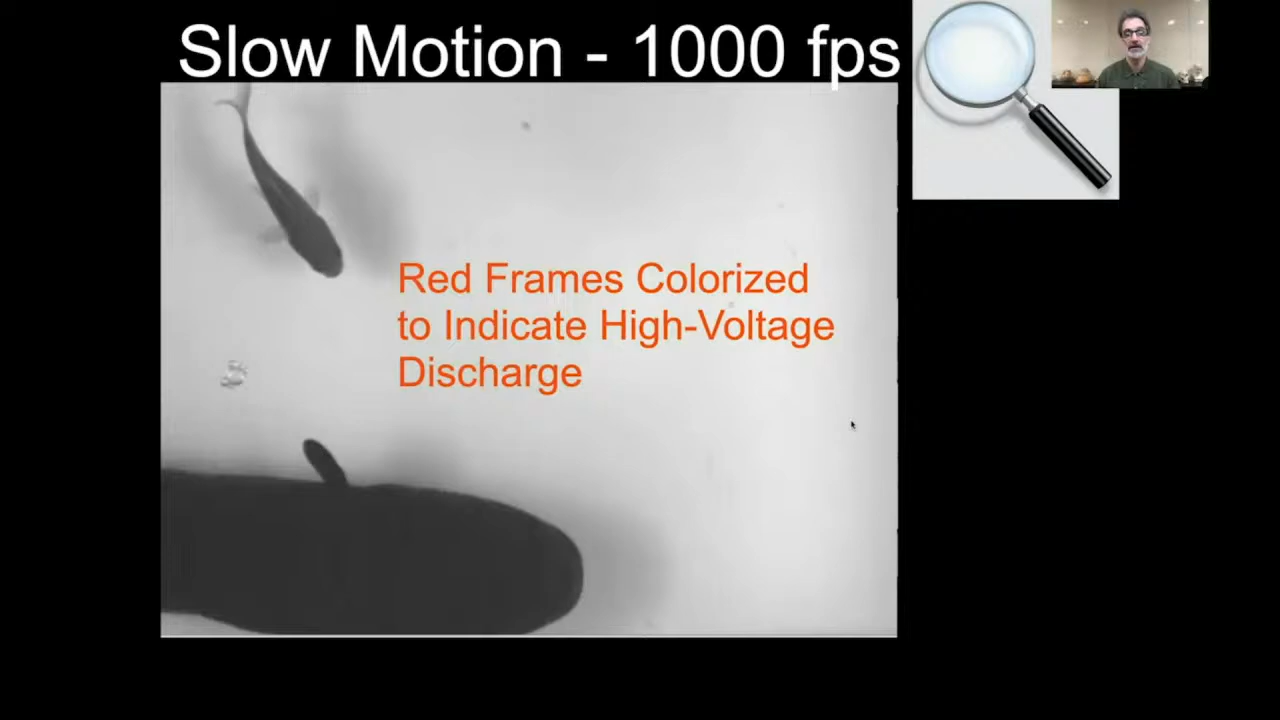 Slow Motion - 1000 fps
Red Frames Colorized
to Indicate High-Voltage
Discharge